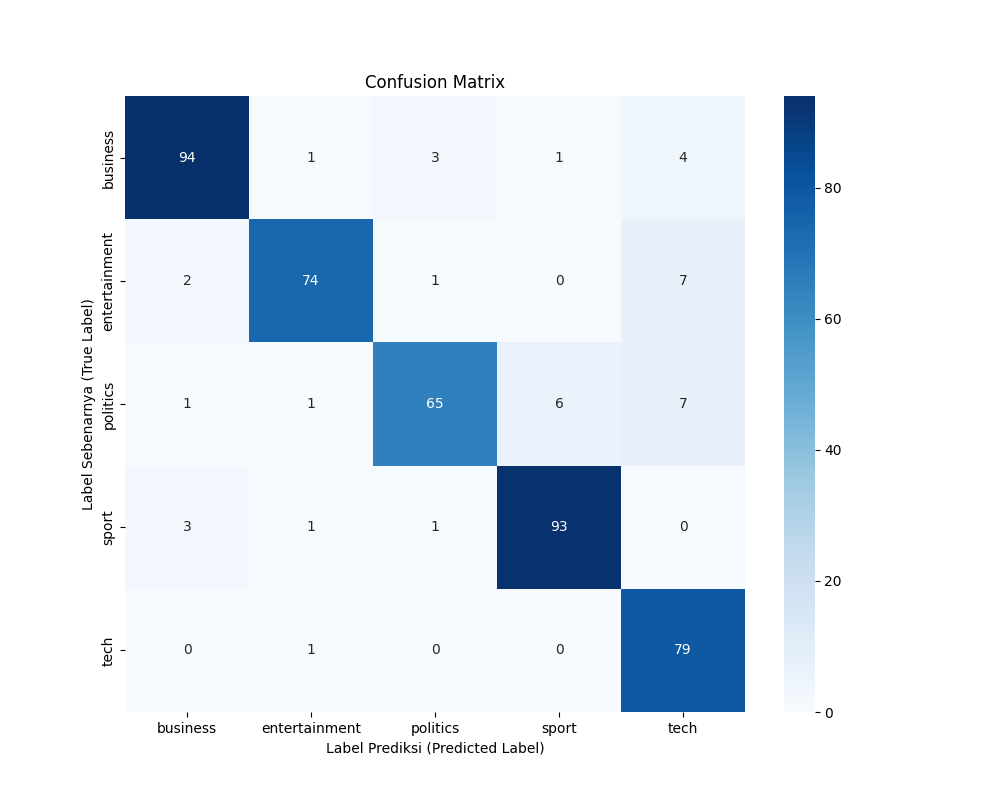 Confusion Matrix
Label Sebenarnya (True Label)
business
94 1 3 1 4
entertainment
2 74 1 0 7
politics
1 1 65 6 7
sport
3 1 1 93 0
tech
0 1 0 0 79
business entertainment politics sport tech
Label Prediksi (Predicted Label)
80
60
40
20
0